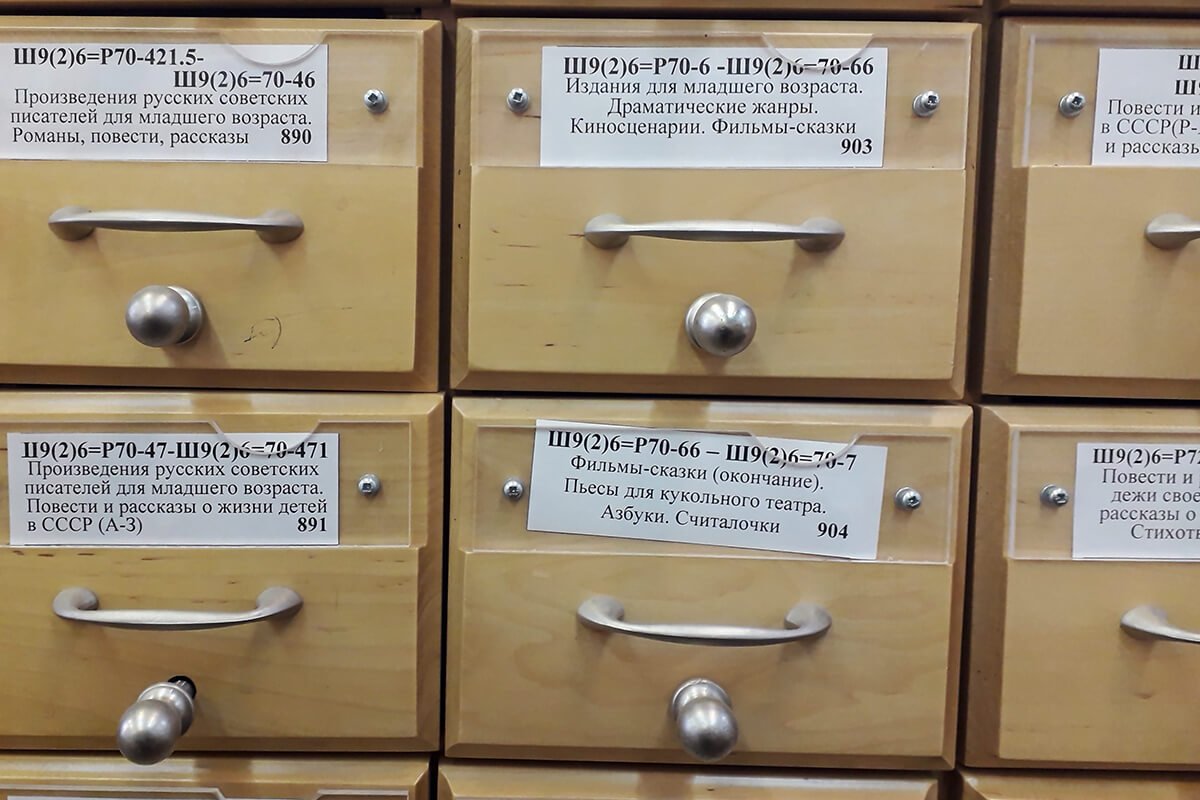 Ш9(2)6=Р70-421.5-
Ш9(2)6=70-46
Произведения русских советских
писателей для младшего возраста.
Романы, повести, рассказы 890
Ш9(2)6=Р70-6 -Ш9(2)6=70-66
Издания для младшего возраста.
Драматические жанры.
Киносценарии. Фильмы-сказки
903
Ш
Ш9
Повести и
в СССР(Р-
и рассказы
Ш9(2)6=Р70-47-Ш9(2)6=70-471
Произведения русских советских
писателей для младшего возраста.
Повести и рассказы о жизни детей
в СССР (А-З) 891
Ш9(2)6=Р70-66 – Ш9(2)6=70-7
Фильмы-сказки (окончание).
Пьесы для кукольного театра.
Азбуки. Считалочки 904
Ш9(2)6=Р7
Повести и
дежи
рассказы о